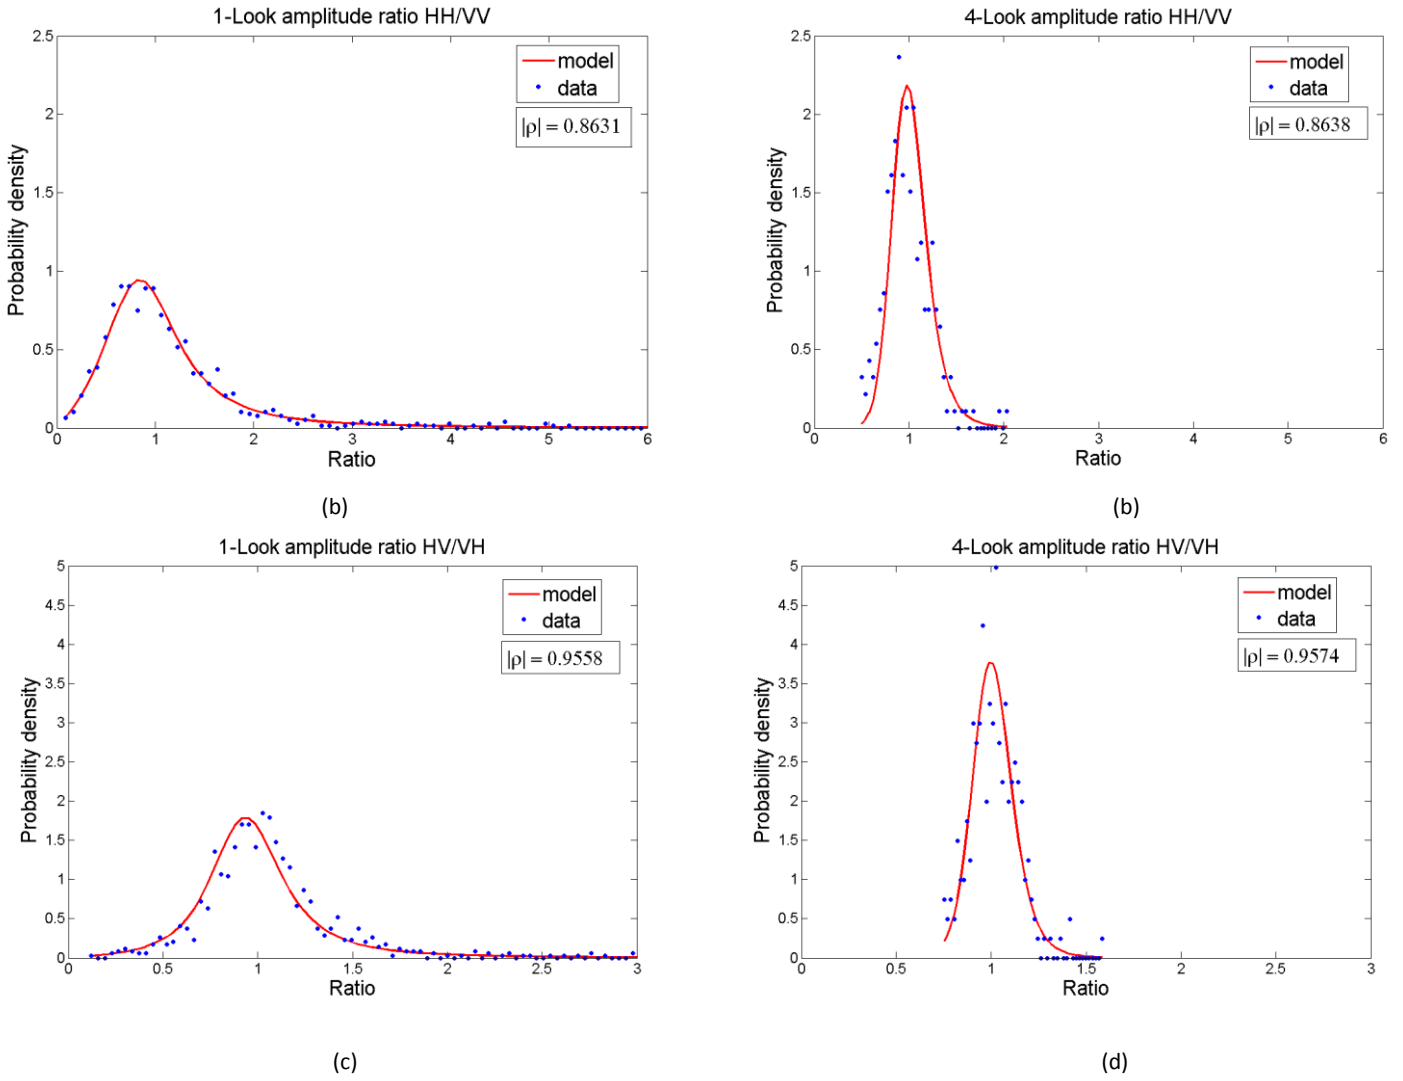 1-Look amplitude ratio HH/VV
2.5
2
1.5
1
0.5
0
Probability density
model
data
|ρ| = 0.8631
0 1 2 3 4 5 6
Ratio
(b)
4-Look amplitude ratio HH/VV
2.5
2
1.5
1
0.5
0
Probability density
model
data
|ρ| = 0.8638
0 1 2 3 4 5 6
Ratio
(b)
1-Look amplitude ratio HV/VH
5
4.5
4
3.5
3
2.5
2
1.5
1
0.5
0
Probability density
model
data
|ρ| = 0.9558
0 0.5 1 1.5 2 2.5 3
Ratio
(c)
4-Look amplitude ratio HV/VH
5
4.5
4
3.5
3
2.5
2
1.5
1
0.5
0
Probability density
model
data
|ρ| = 0.9574
0 0.5 1 1.5 2 2.5 3
Ratio
(d)